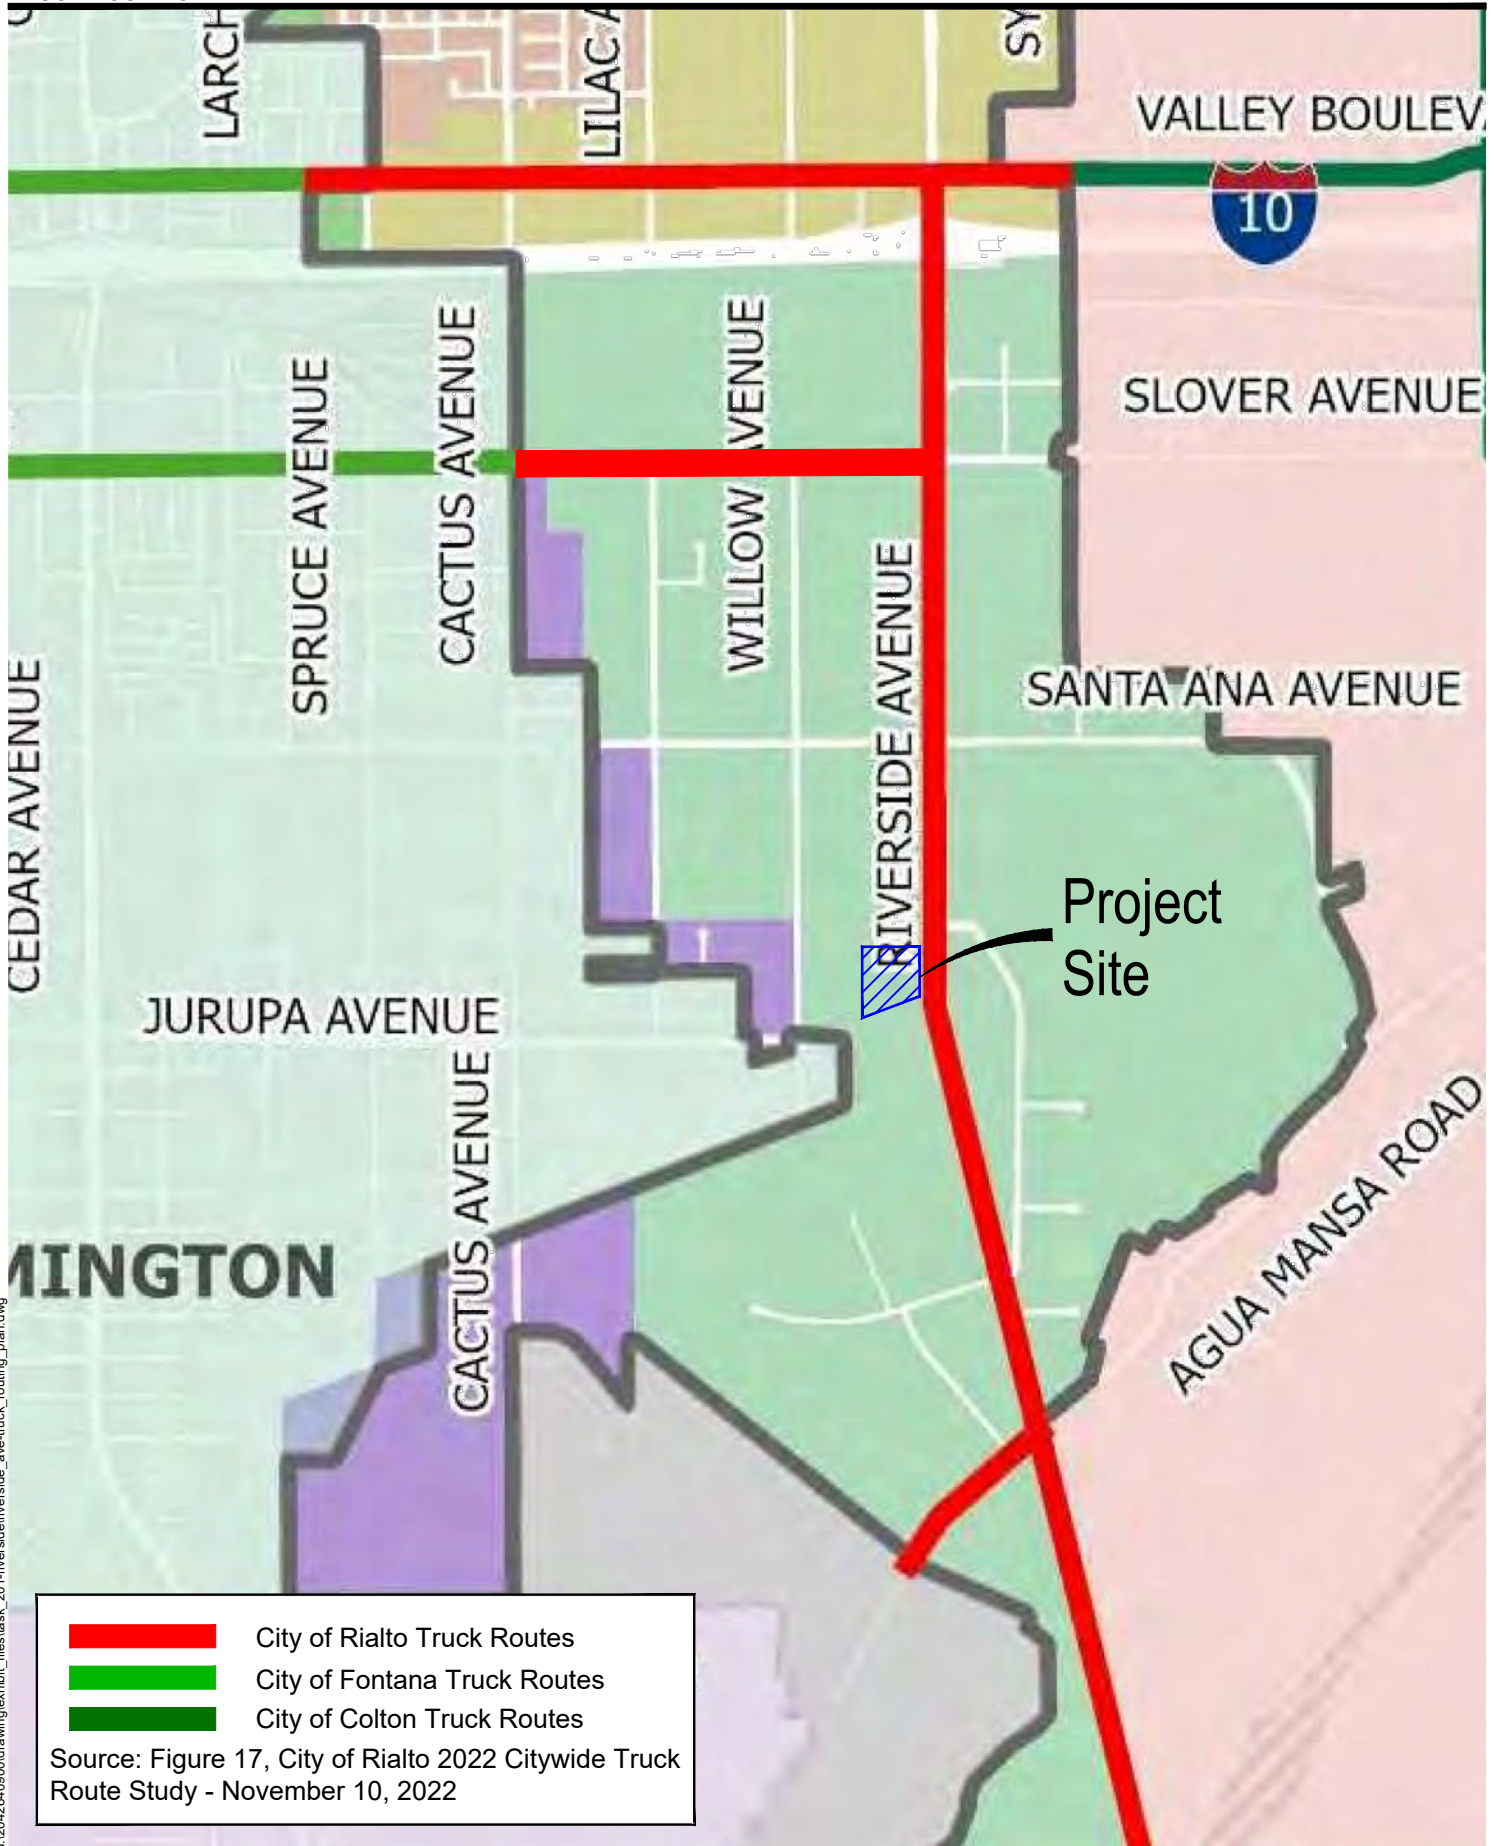 LARCH
LILAC A
SY
VALLEY BOULEVA
10
SLOVER AVENUE
SPRUCE AVENUE
CACTUS AVENUE
WILLOW AVENUE
RIVERSIDE AVENUE
SANTA ANA AVENUE
CEDAR AVENUE
Project
Site
JURUPA AVENUE
CACTUS AVENUE
AGUA MANSA ROAD
MINGTON
City of Rialto Truck Routes
City of Fontana Truck Routes
City of Colton Truck Routes
Source: Figure 17, City of Rialto 2022 Citywide Truck
Route Study - November 10, 2022